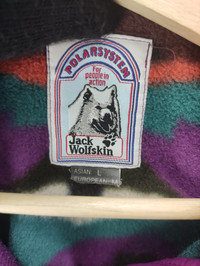 POLARSYSTEM
For
people in
action
Jack
Wolfskin